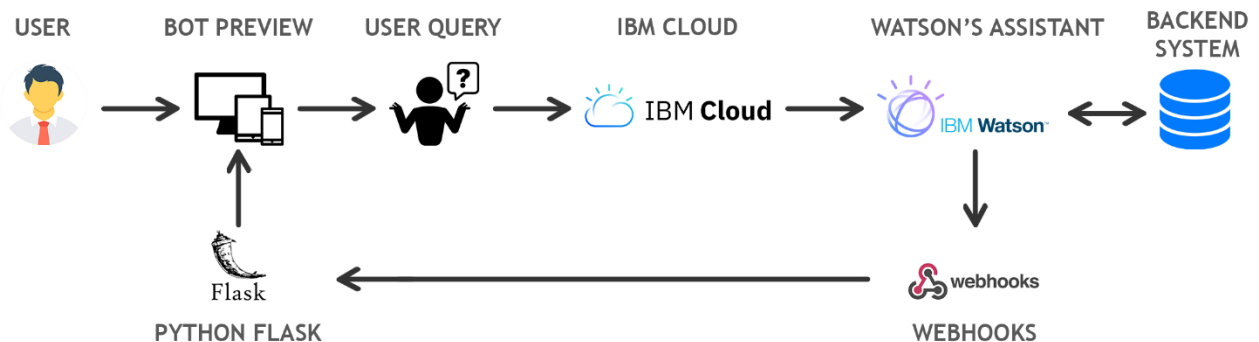 USER
BOT PREVIEW
USER QUERY
IBM CLOUD
WATSON'S ASSISTANT
BACKEND
SYSTEM
?
IBM Cloud
IBM Watson™
Flask
webhooks
PYTHON FLASK
WEBHOOKS